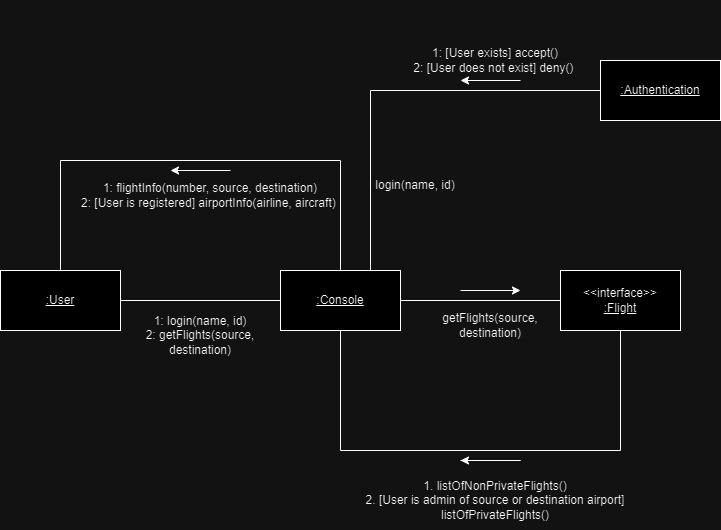 1: [User exists] accept()
2: [User does not exist] deny()
:Authentication
1: flightInfo(number, source, destination)
2: [User is registered] airportInfo(airline, aircraft)
login(name, id)
:User
:Console
<<interface>>
:Flight
1: login(name, id)
2: getFlights(source,
destination)
getFlights(source,
destination)
1. listOfNonPrivateFlights()
2. [User is admin of source or destination airport]
listOfPrivateFlights()